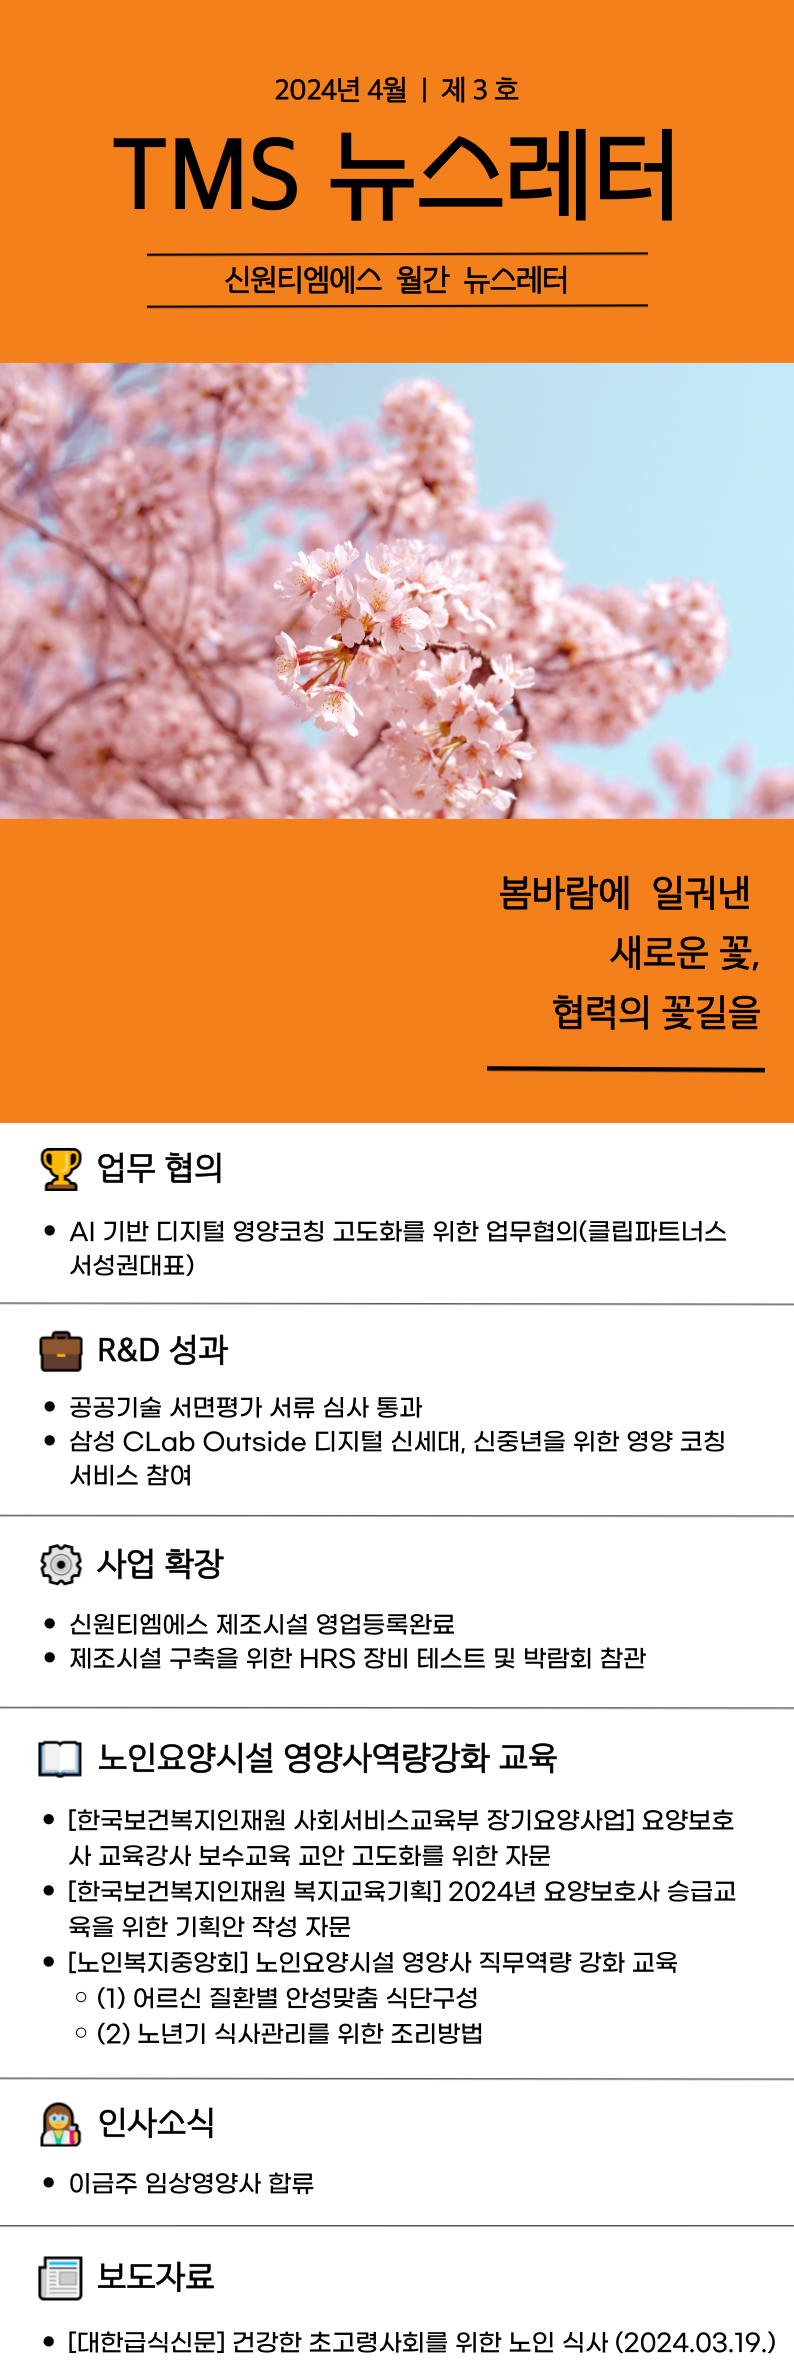 2024년 4월 | 제 3 호
TMS 뉴스레터
신원티엠에스 월간 뉴스레터
봄바람에 일궈낸
새로운 꽃,
협력의 꽃길을
업무 협의
AI 기반 디지털 영양코칭 고도화를 위한 업무협의(클립파트너스
서성권대표)
R&D 성과
공공기술 서면평가 서류 심사 통과
삼성 CLab Outside 디지털 신세대, 신중년을 위한 영양 코칭
서비스 참여
사업 확장
신원티엠에스 제조시설 영업등록완료
제조시설 구축을 위한 HRS 장비 테스트 및 박람회 참관
노인요양시설 영양사역량강화 교육
[한국보건복지인재원 사회서비스교육부 장기요양사업] 요양보호
사 교육강사 보수교육 교안 고도화를 위한 자문
[한국보건복지인재원 복지교육기획] 2024년 요양보호사 승급교
육을 위한 기획안 작성 자문
[노인복지중앙회] 노인요양시설 영양사 직무역량 강화 교육
(1) 어르신 질환별 안성맞춤 식단구성
(2) 노년기 식사관리를 위한 조리방법
인사소식
이금주 임상영양사 합류
보도자료
[대한급식신문] 건강한 초고령사회를 위한 노인 식사 (2024.03.19.)